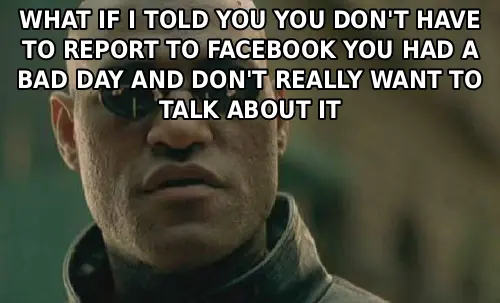 WHAT IF I TOLD YOU YOU DON'T HAVE
TO REPORT TO FACEBOOK YOU HAD A
BAD DAY AND DON'T REALLY WANT TO
TALK ABOUT IT